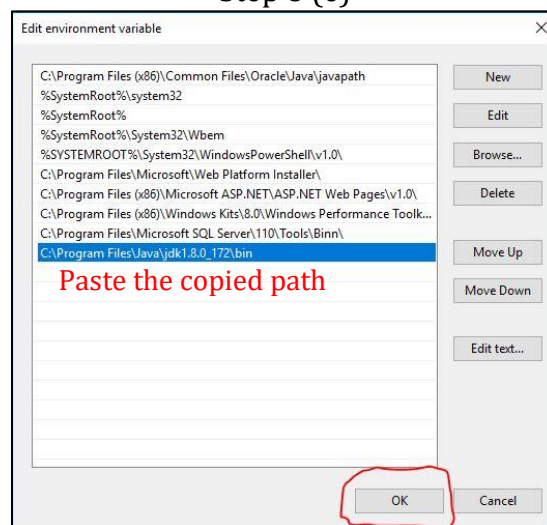 Edit environment variable
C:\Program Files (x86)\Common Files\Oracle\Java\javapath
New
%SystemRoot%\system32
%SystemRoot%
Edit
%SystemRoot%\System32\Wbem
%SYSTEMROOT%\System32\WindowsPowerShell\v1.0\
Browse...
C:\Program Files\Microsoft\Web Platform Installer\
C:\Program Files (x86)\Microsoft ASP.NET\ASP.NET Web Pages\v1.0\
Delete
C:\Program Files (x86)\Windows Kits\8.0\Windows Performance Toolk...
C:\Program Files\Microsoft SQL Server\110\Tools\Binn\
C:\Program Files\Java\jdk1.8.0_172\bin
Move Up
Paste the copied path
Move Down
Edit text...
OK
Cancel